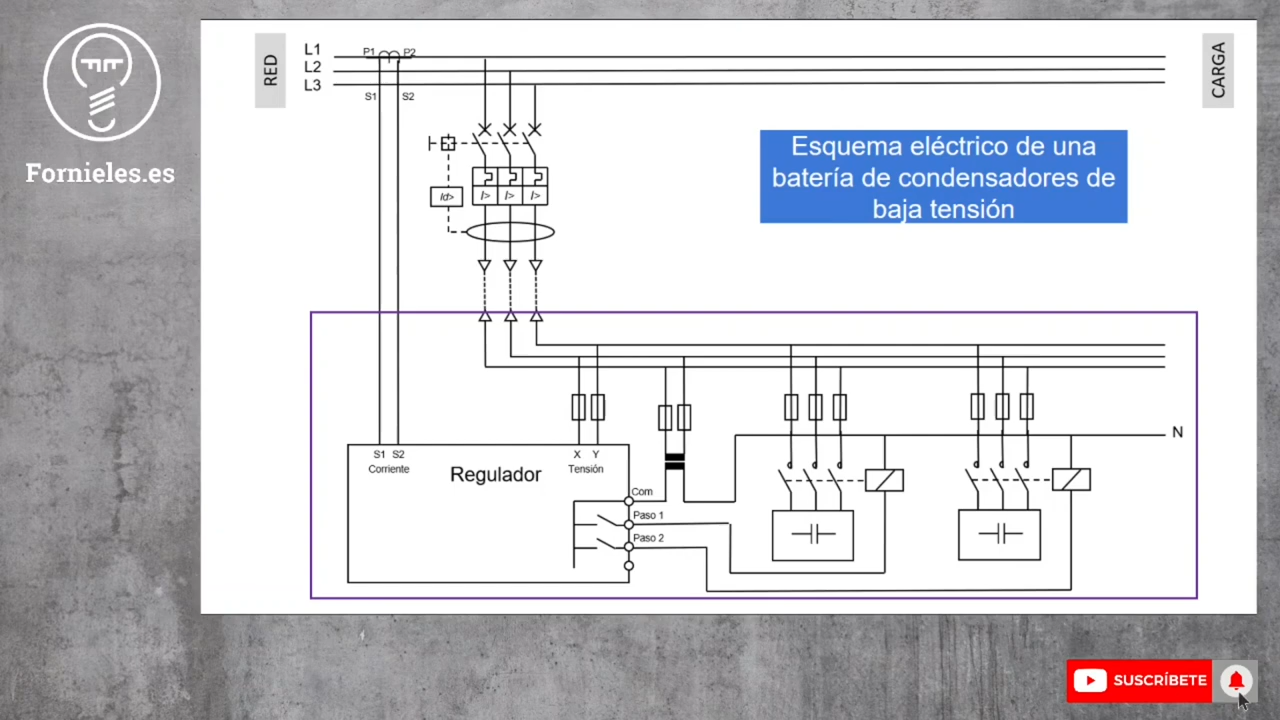 Fornieles.es
RED
L1
L2
L3
P1
P2
S1
S2
CARGA
Esquema eléctrico de una
batería de condensadores de
baja tensión
Id>
I>
I>
I>
N
S1 S2
Corriente
Regulador
X Y
Tensión
Com
Paso 1
Paso 2
SUSCRÍBETE